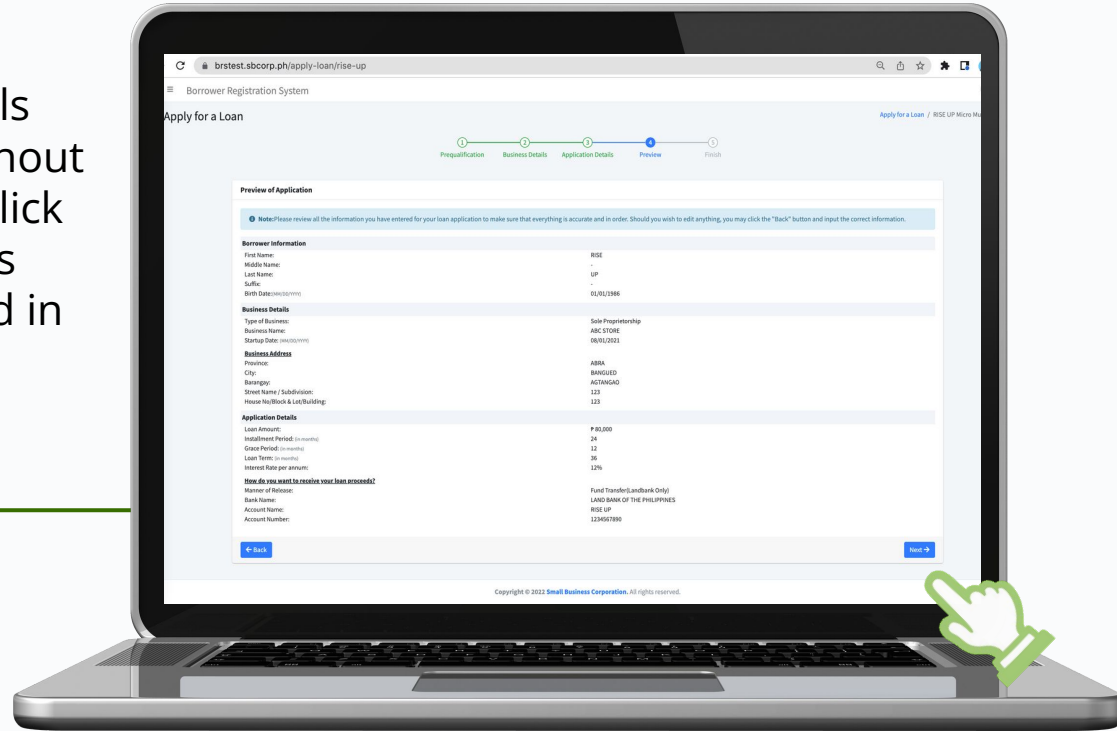 ls
hout
lick
s
d in
brstest.sbcorp.ph/apply-loan/rise-up
Borrower Registration System
Apply for a Loan
Apply for a Loan / RISE UP Micro
1 2 3 4 5
Prequalification Business Details Application Details Preview Finish
Preview of Application
Note:Please review all the information you have entered for your loan application to make sure that everything is accurate and in order. Should you wish to edit anything, you may click the "Back" button and input the correct information.
Borrower Information
First Name: RISE
Middle Name: -
Last Name: UP
Suffix: -
Birth Date:(MM/DD/YYYY) 01/01/1986
Business Details
Type of Business: Sole Proprietorship
Business Name: ABC STORE
Startup Date: (MM/DD/YYYY) 08/01/2021
Business Address
Province: ABRA
City: BANGUED
Barangay: AGTANGAO
Street Name / Subdivision: 123
House No/Block & Lot/Building: 123
Application Details
Loan Amount: ₱ 80,000
Installment Period: (in months) 24
Grace Period: (in months) 12
Loan Term: (in months) 36
Interest Rate per annum: 12%
How do you want to receive your loan proceeds?
Manner of Release: Fund Transfer(Landbank Only)
Bank Name: LAND BANK OF THE PHILIPPINES
Account Name: RISE UP
Account Number: 1234567890
← Back Next →
Copyright © 2022 Small Business Corporation. All rights reserved.